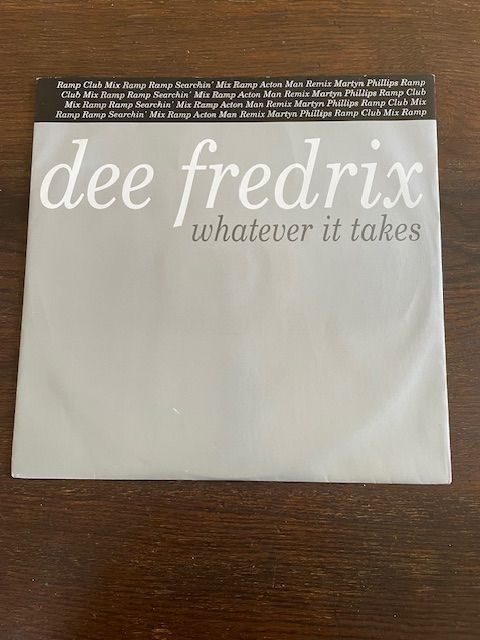 Ramp Club Mix Ramp Ramp Searchin' Mix Ramp Acton Man Remix Martyn Phillips Ramp
Club Mix Ramp Ramp Searchin' Mix Ramp Acton Man Remix Martyn Phillips Ramp Club
Mix Ramp Ramp Searchin' Mix Ramp Acton Man Remix Martyn Phillips Ramp Club Mix
Ramp Ramp Searchin' Mix Ramp Acton Man Remix Martyn Phillips Ramp Club Mix Ramp
dee fredrix
whatever it takes